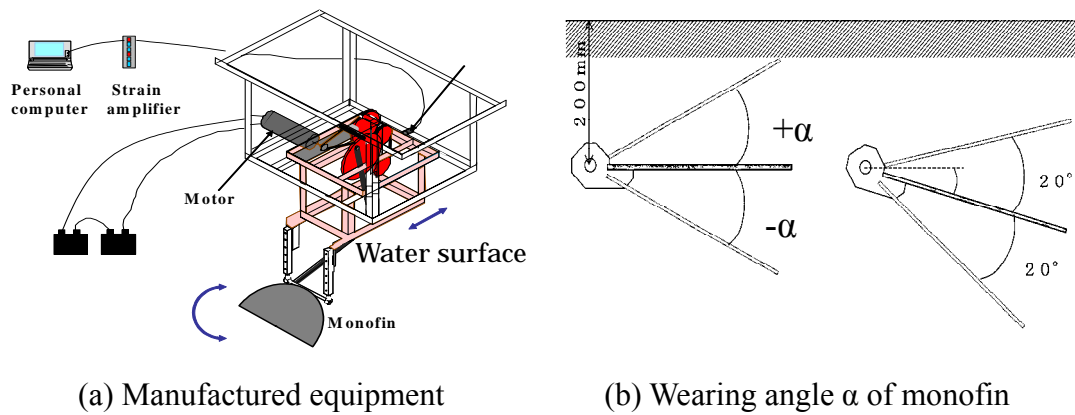 Personal
computer
Strain
amplifier
Motor
Water surface
Monofin
200mm
+α
-α
20°
20°
(a) Manufactured equipment
(b) Wearing angle α of monofin